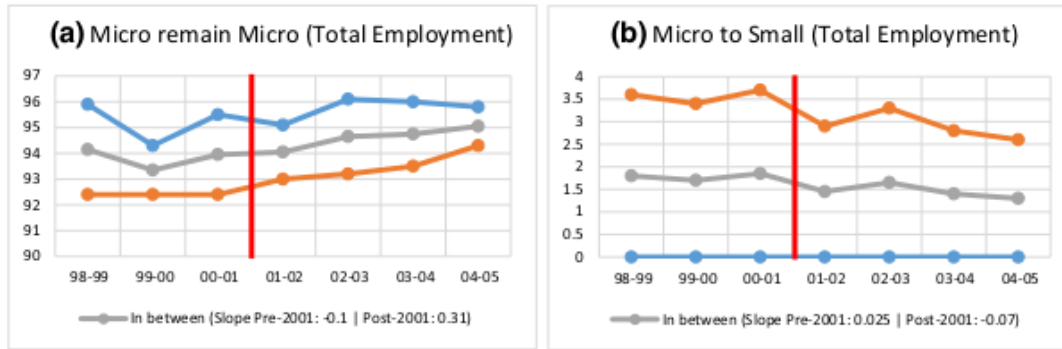 (a) Micro remain Micro (Total Employment)
97
96
95
94
93
92
91
90
98-99 99-00 00-01 01-02 02-03 03-04 04-05
In between (Slope Pre-2001: -0.1 | Post-2001: 0.31)
(b) Micro to Small (Total Employment)
4
3.5
3
2.5
2
1.5
1
0.5
0
98-99 99-00 00-01 01-02 02-03 03-04 04-05
In between (Slope Pre-2001: 0.025 | Post-2001: -0.07)